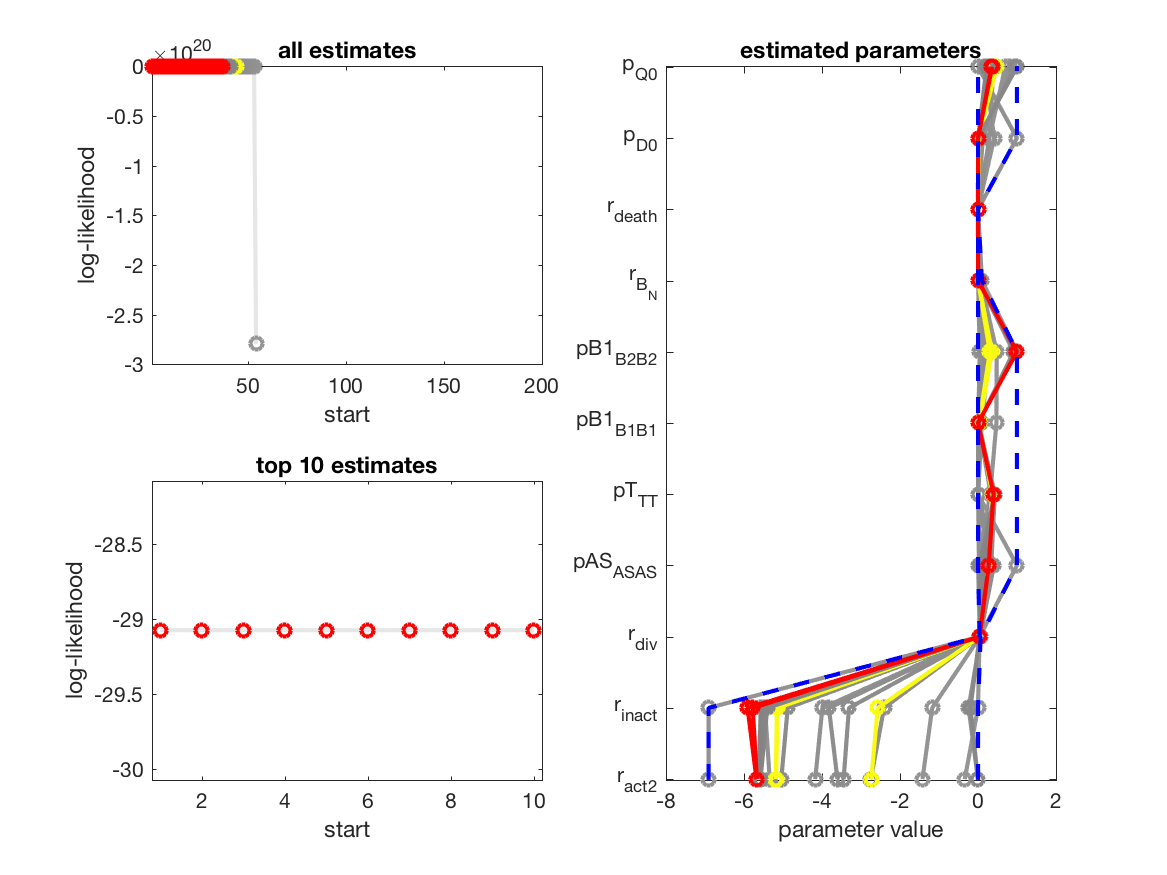 all estimates
×10^20
0
-0.5
-1
-1.5
-2
-2.5
-3
log-likelihood
50 100 150 200
start
top 10 estimates
-28.5
-29
-29.5
-30
log-likelihood
2 4 6 8 10
start
estimated parameters
p_Q0
p_D0
r_death
r_B_N
pB1_B2B2
pB1_B1B1
pT_TT
pAS_ASAS
r_div
r_inact
r_act2
-8 -6 -4 -2 0 2
parameter value